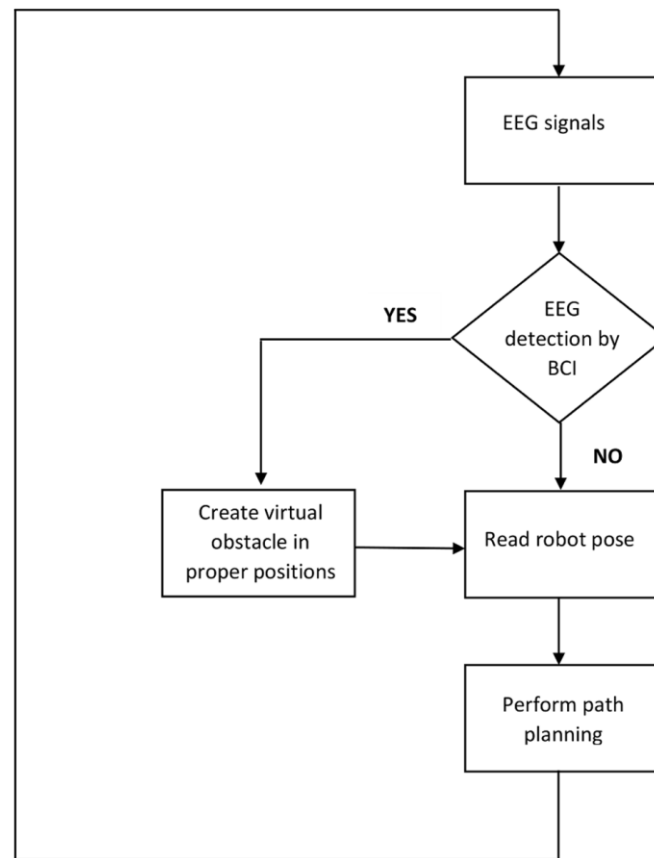 EEG signals
EEG
detection by
BCI
YES
NO
Create virtual
obstacle in
proper positions
Read robot pose
Perform path
planning